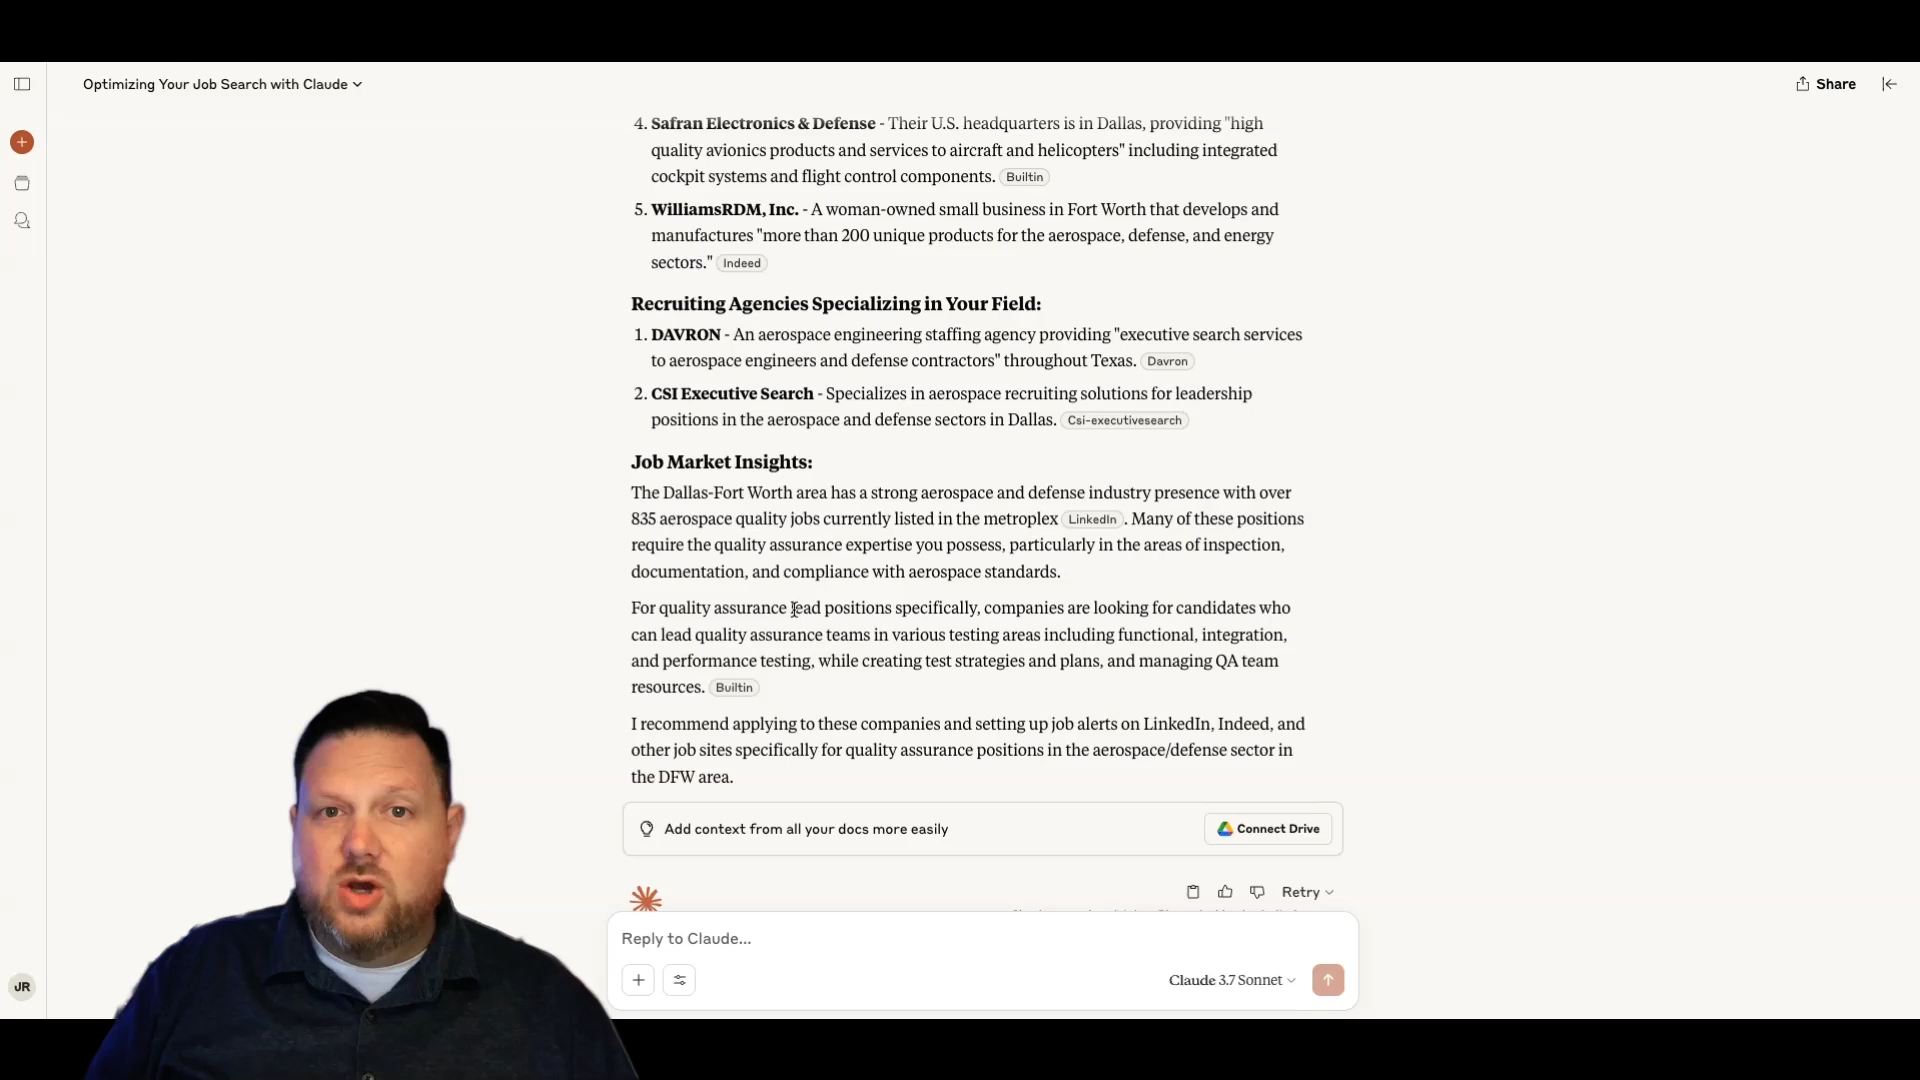 Optimizing Your Job Search with Claude
Share
4. Safran Electronics & Defense - Their U.S. headquarters is in Dallas, providing "high
quality avionics products and services to aircraft and helicopters" including integrated
cockpit systems and flight control components. Builtin
5. WilliamsRDM, Inc. - A woman-owned small business in Fort Worth that develops and
manufactures "more than 200 unique products for the aerospace, defense, and energy
sectors." Indeed
Recruiting Agencies Specializing in Your Field:
1. DAVRON - An aerospace engineering staffing agency providing "executive search services
to aerospace engineers and defense contractors" throughout Texas. Davron
2. CSI Executive Search - Specializes in aerospace recruiting solutions for leadership
positions in the aerospace and defense sectors in Dallas. Csi-executivesearch
Job Market Insights:
The Dallas-Fort Worth area has a strong aerospace and defense industry presence with over
835 aerospace quality jobs currently listed in the metroplex LinkedIn. Many of these positions
require the quality assurance expertise you possess, particularly in the areas of inspection,
documentation, and compliance with aerospace standards.
For quality assurance lead positions specifically, companies are looking for candidates who
can lead quality assurance teams in various testing areas including functional, integration,
and performance testing, while creating test strategies and plans, and managing QA team
resources. Builtin
I recommend applying to these companies and setting up job alerts on LinkedIn, Indeed, and
other job sites specifically for quality assurance positions in the aerospace/defense sector in
the DFW area.
Add context from all your docs more easily
Connect Drive
Retry
Reply to Claude...
Claude 3.7 Sonnet
JR